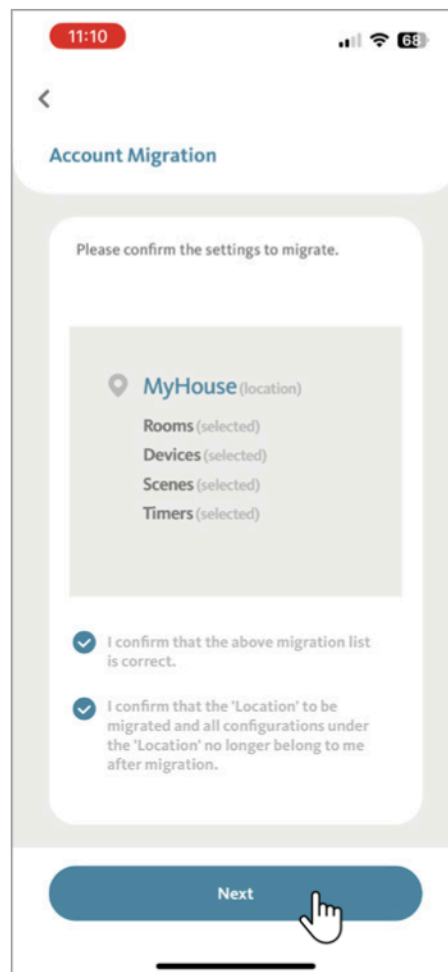 11:10
68
Account Migration
Please confirm the settings to migrate.
MyHouse (location)
Rooms (selected)
Devices (selected)
Scenes (selected)
Timers (selected)
I confirm that the above migration list
is correct.
I confirm that the 'Location' to be
migrated and all configurations under
the 'Location' no longer belong to me
after migration.
Next